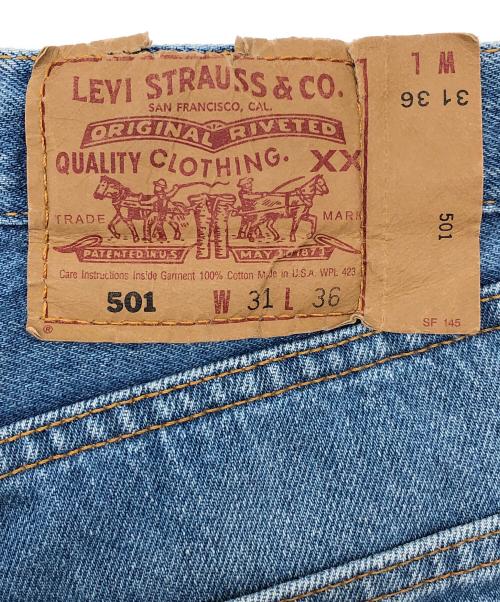 LEVI STRAUSS & CO.
SAN FRANCISCO, CAL.
ORIGINAL RIVETED
QUALITY CLOTHING. XX
TRADE MARK
PATENTED IN U.S. MAY 20 1873
Care Instructions Inside Garment 100% Cotton Made in U.S.A. WPL 423
501 W 31 L 36
®
W L
31 36
501
SF 145